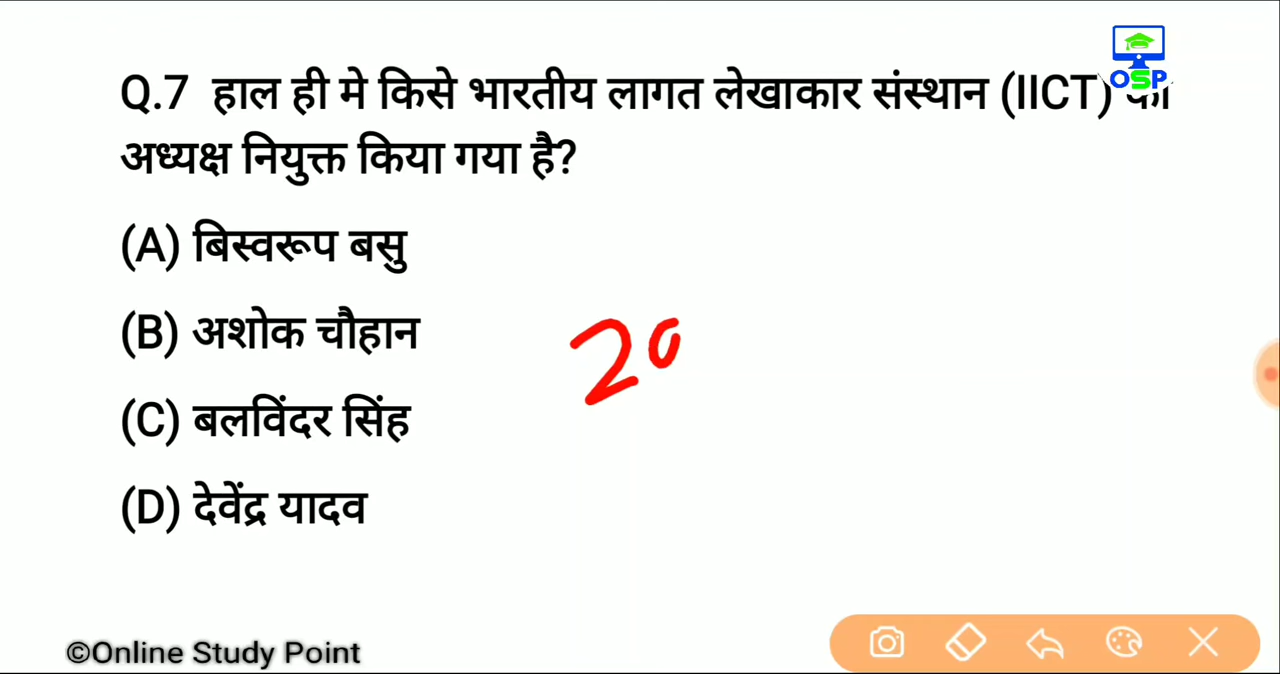 OSP
Q.7 हाल ही मे किसे भारतीय लागत लेखाकार संस्थान (IICT) का
अध्यक्ष नियुक्त किया गया है?
(A) बिस्वरूप बसु
(B) अशोक चौहान
20
(C) बलविंदर सिंह
(D) देवेंद्र यादव
©Online Study Point